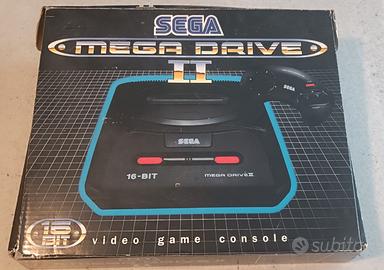 SEGA
MEGA DRIVE
II
SEGA
16-BIT
MEGA DRIVE II
16
BIT
video game console
subito